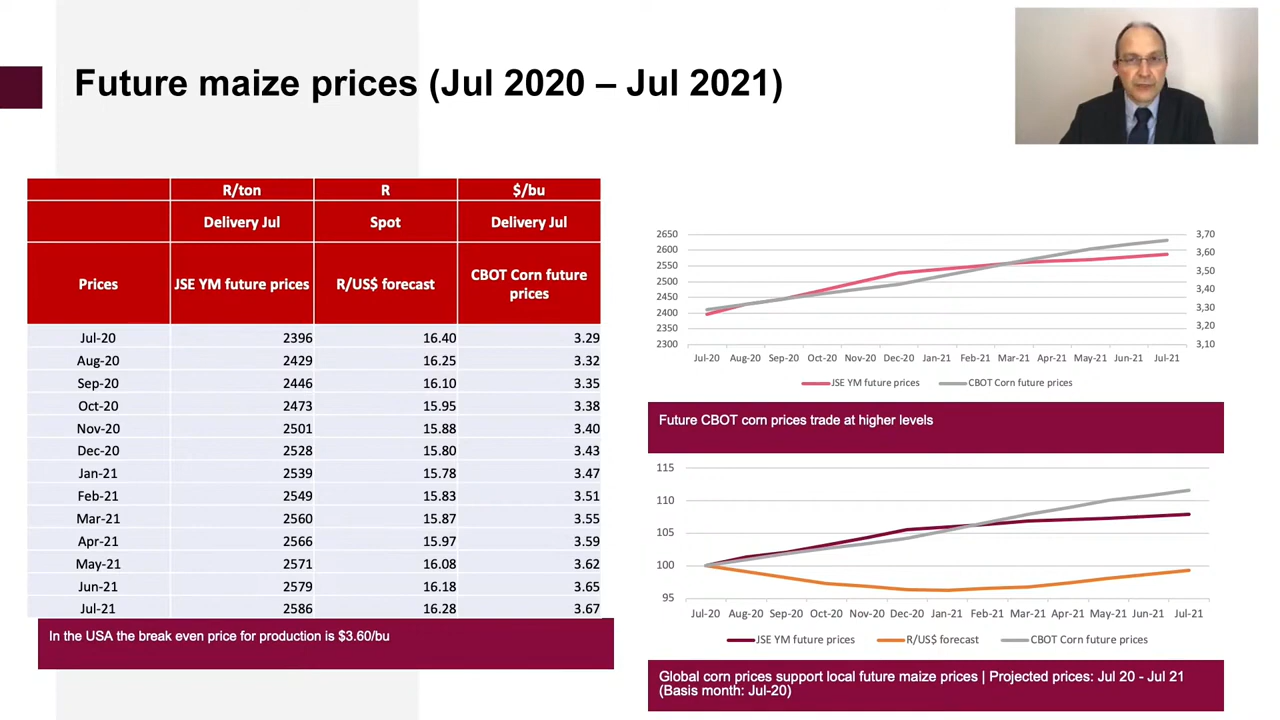 Future maize prices (Jul 2020 – Jul 2021)
R/ton R $/bu
Delivery Jul Spot Delivery Jul
Prices JSE YM future prices R/US$ forecast CBOT Corn future prices
Jul-20 2396 16.40 3.29
Aug-20 2429 16.25 3.32
Sep-20 2446 16.10 3.35
Oct-20 2473 15.95 3.38
Nov-20 2501 15.88 3.40
Dec-20 2528 15.80 3.43
Jan-21 2539 15.78 3.47
Feb-21 2549 15.83 3.51
Mar-21 2560 15.87 3.55
Apr-21 2566 15.97 3.59
May-21 2571 16.08 3.62
Jun-21 2579 16.18 3.65
Jul-21 2586 16.28 3.67
In the USA the break even price for production is $3.60/bu
2650 3,70
2600 3,60
2550 3,50
2500
2450 3,40
2400 3,30
2350 3,20
2300 3,10
Jul-20 Aug-20 Sep-20 Oct-20 Nov-20 Dec-20 Jan-21 Feb-21 Mar-21 Apr-21 May-21 Jun-21 Jul-21
JSE YM future prices CBOT Corn future prices
Future CBOT corn prices trade at higher levels
115
110
105
100
95
Jul-20 Aug-20 Sep-20 Oct-20 Nov-20 Dec-20 Jan-21 Feb-21 Mar-21 Apr-21 May-21 Jun-21 Jul-21
JSE YM future prices R/US$ forecast CBOT Corn future prices
Global corn prices support local future maize prices | Projected prices: Jul 20 - Jul 21
(Basis month: Jul-20)